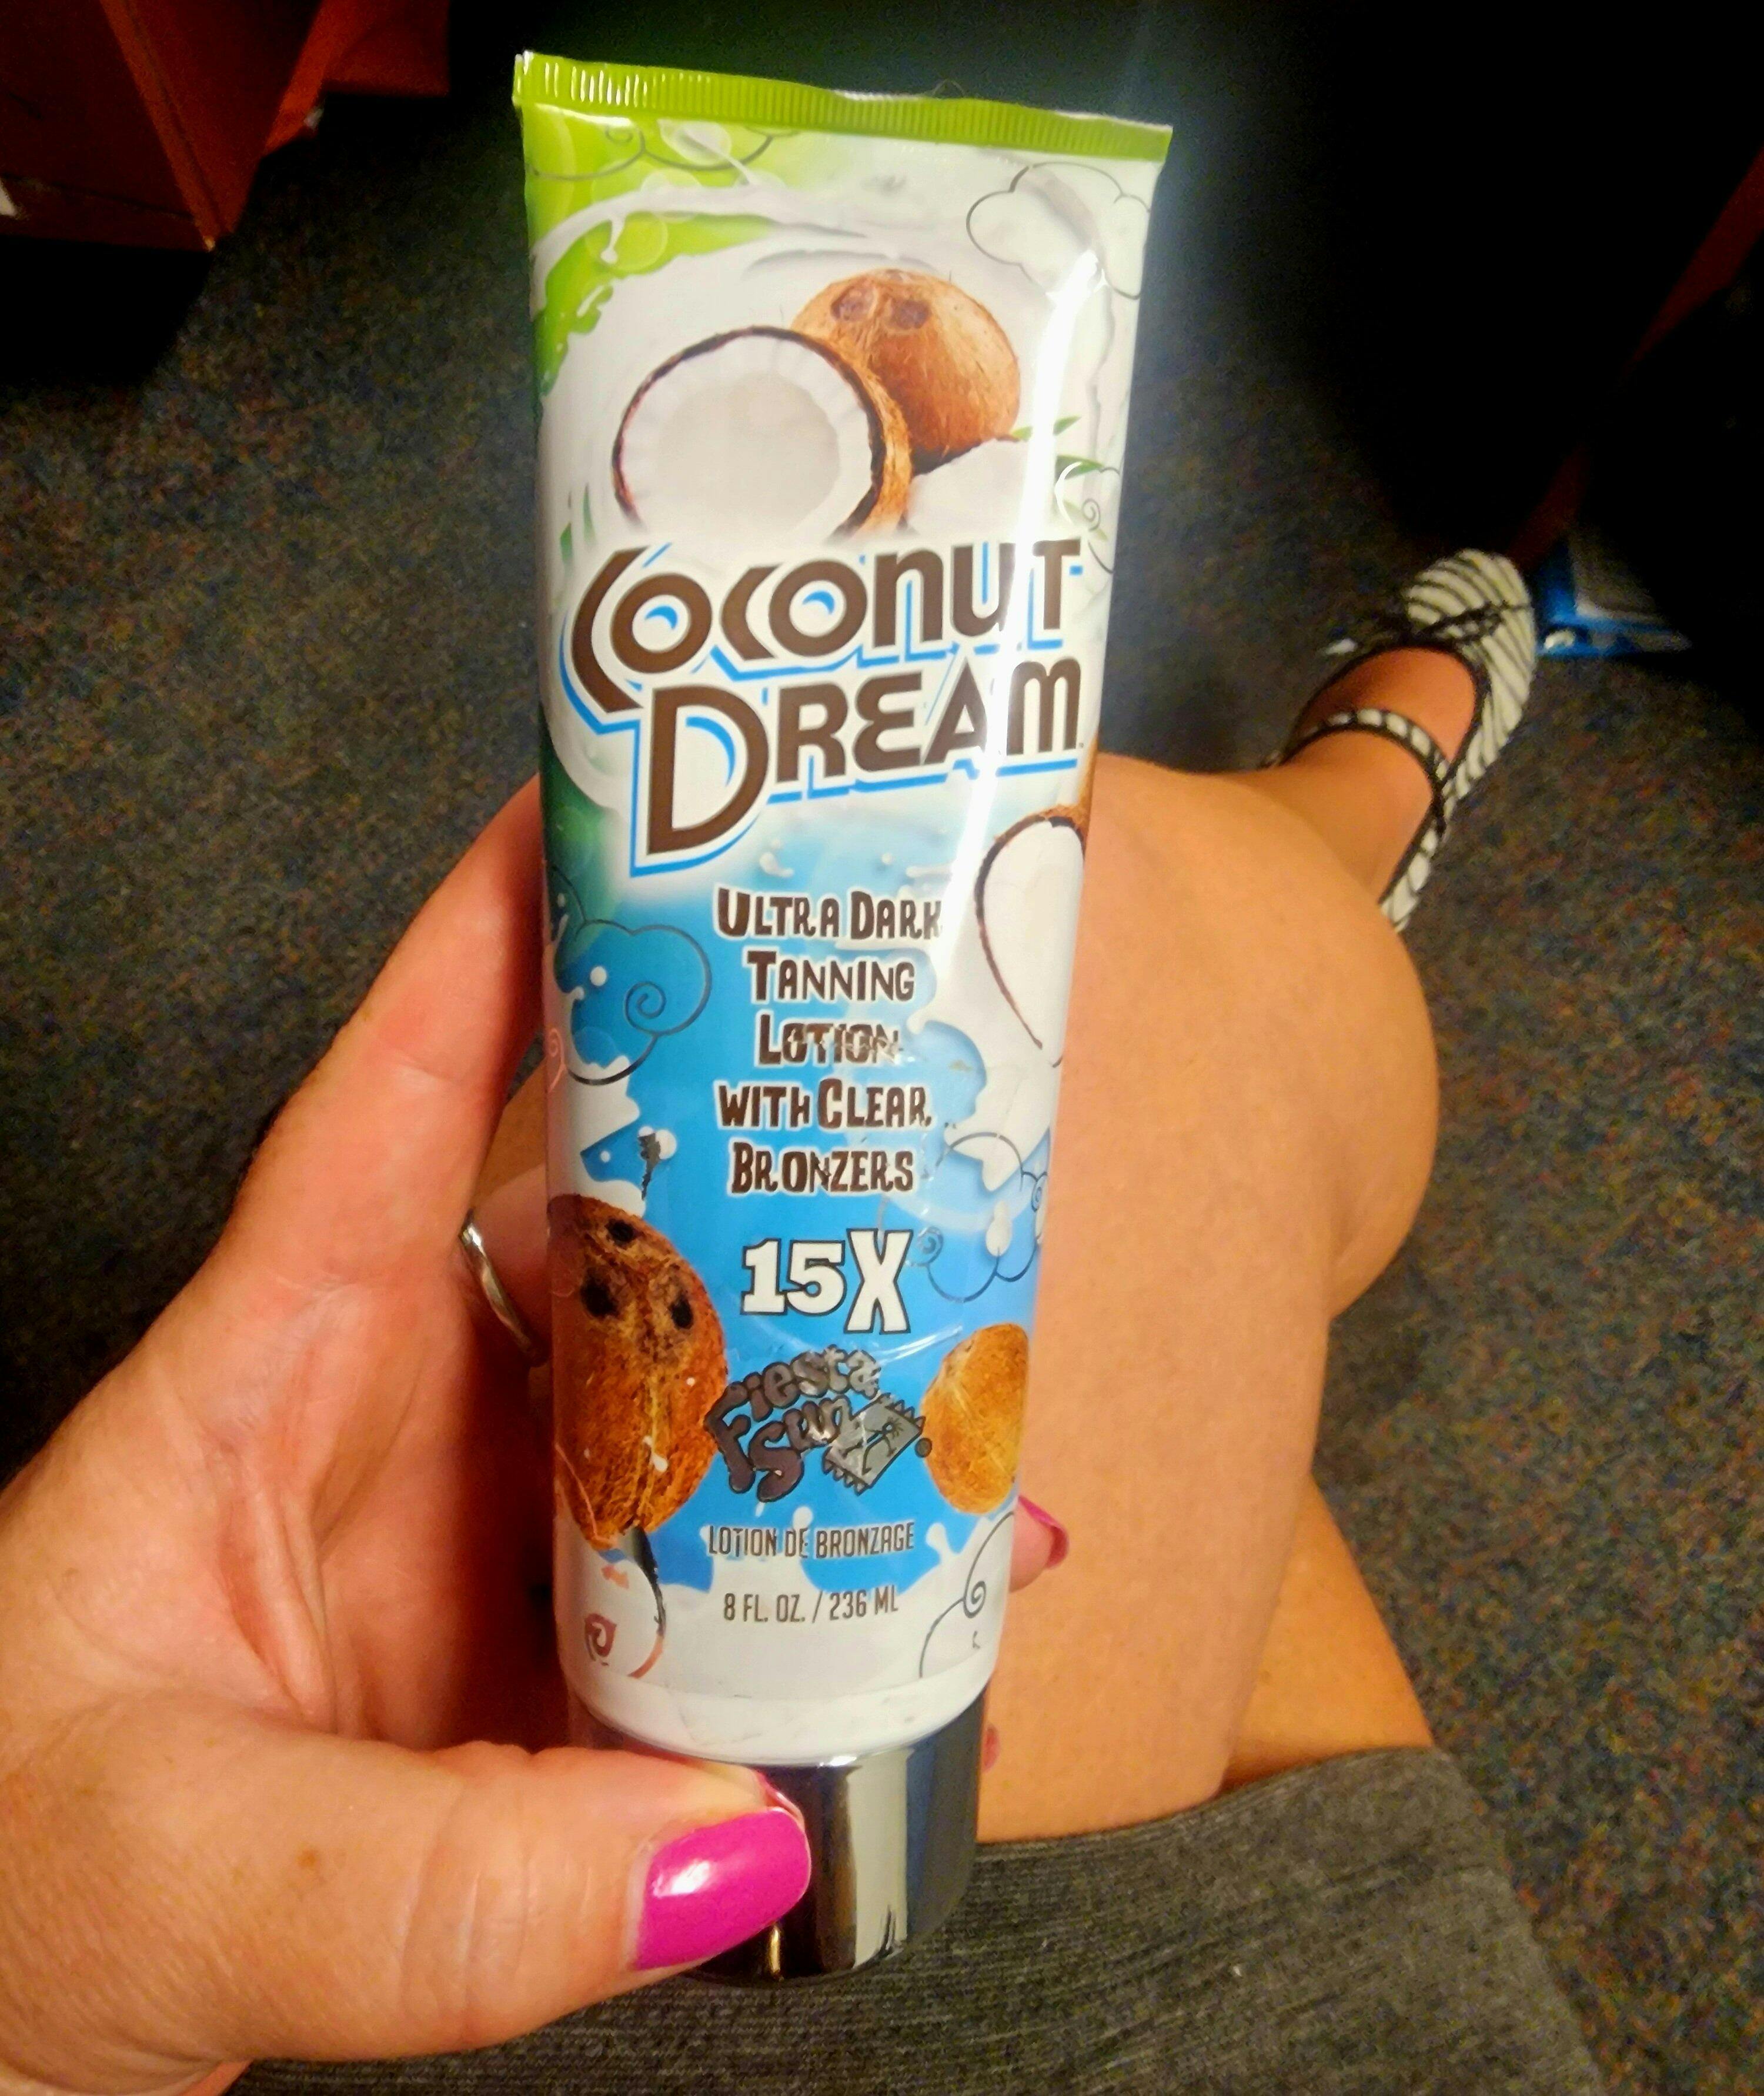 Coconut
Dream
Ultra Dark
Tanning
Lotion
with Clear
Bronzers
15X
Fiesta
Sun
LOTION DE BRONZAGE
8 FL. OZ. / 236 ML